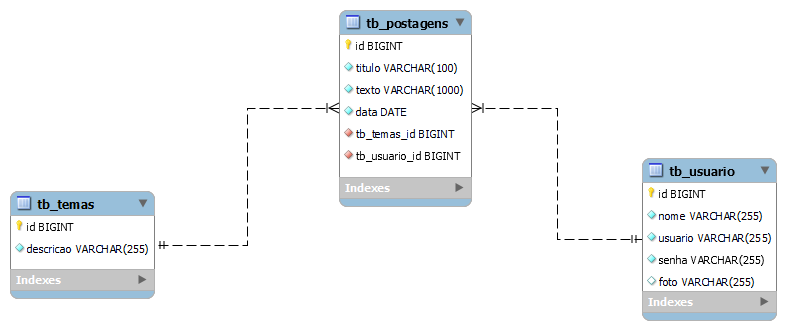 tb_postagens
id BIGINT
titulo VARCHAR(100)
texto VARCHAR(1000)
data DATE
tb_temas_id BIGINT
tb_usuario_id BIGINT
Indexes
tb_temas
id BIGINT
descricao VARCHAR(255)
Indexes
tb_usuario
id BIGINT
nome VARCHAR(255)
usuario VARCHAR(255)
senha VARCHAR(255)
foto VARCHAR(255)
Indexes